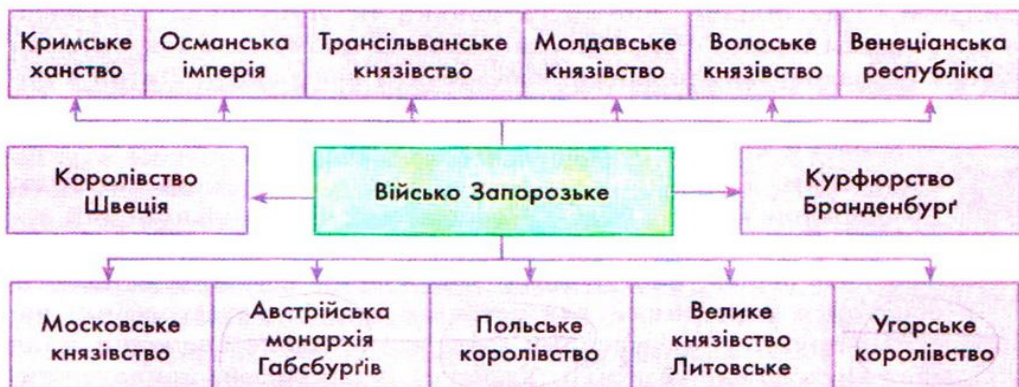 Кримське
ханство
Османська
імперія
Трансільванське
князівство
Молдавське
князівство
Волоське
князівство
Венеціанська
республіка
Королівство
Швеція
Військо Запорозьке
Курфюрство
Бранденбурґ
Московське
князівство
Австрійська
монархія
Габсбурґів
Польське
королівство
Велике
князівство
Литовське
Угорське
королівство